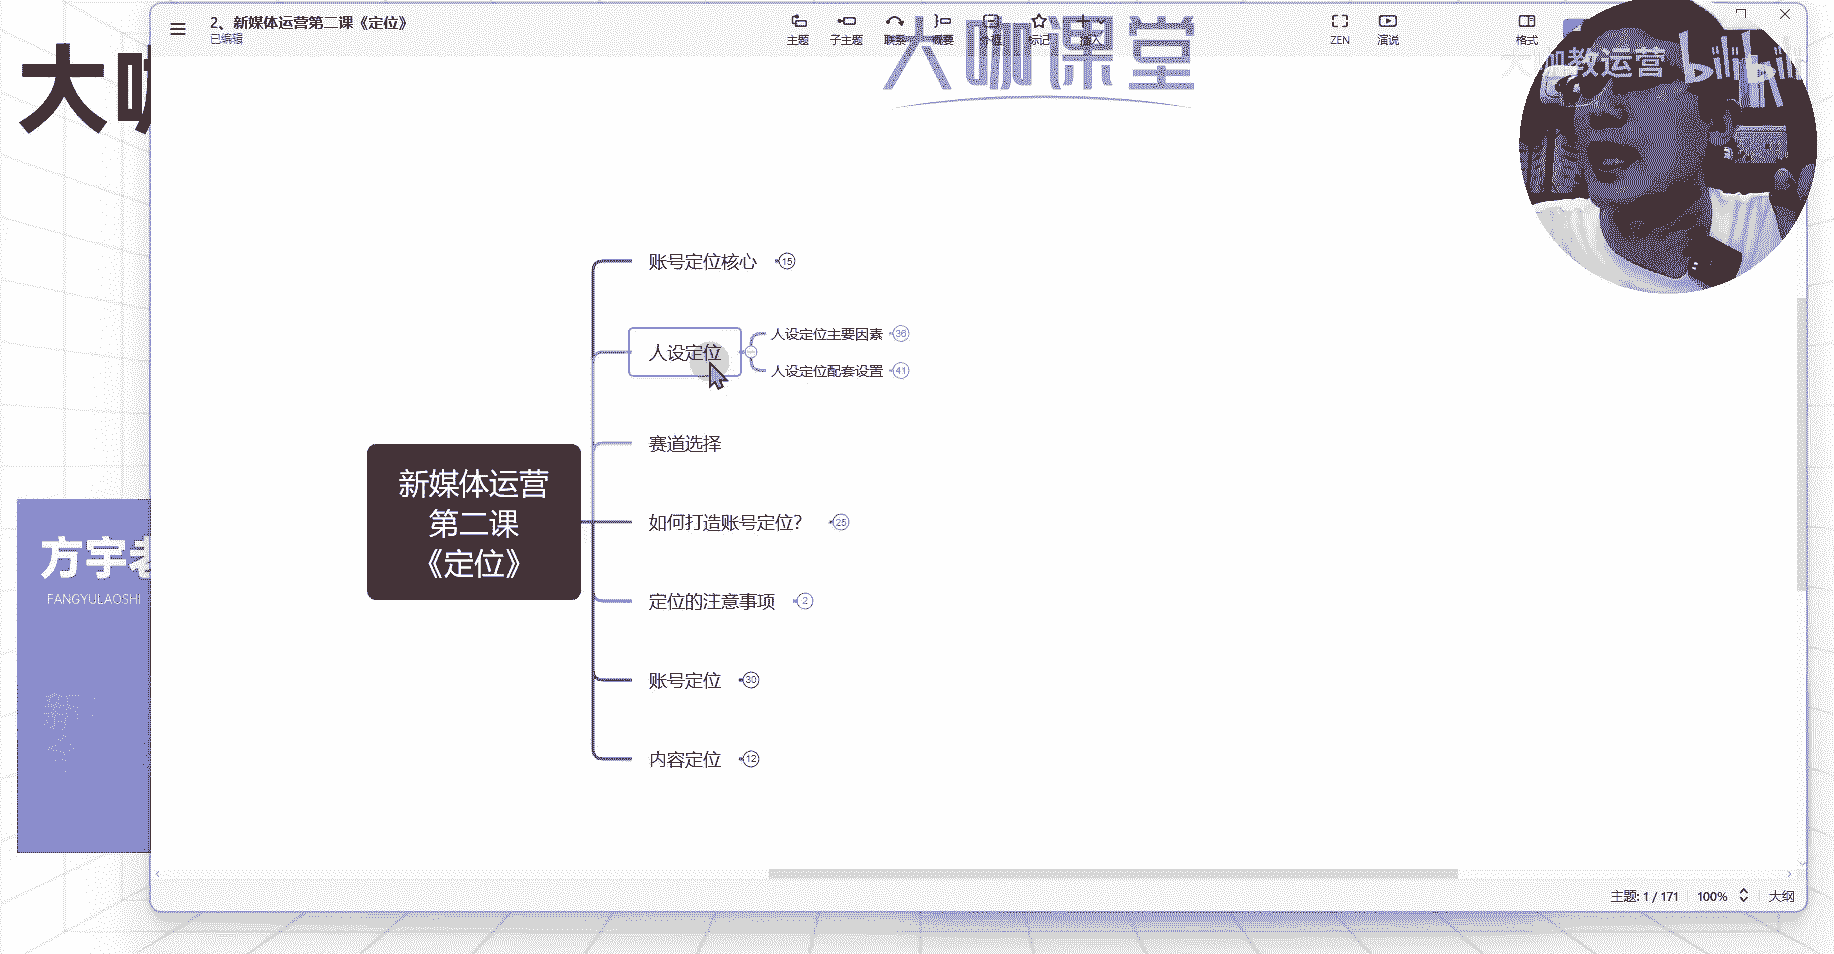 2、新媒体运营第二课《定位》
已编辑
主题
子主题
联系
概要
外框
标记
插入
ZEN
演说
格式
大咖课堂
大咖教运营 bilibili
大咖
账号定位核心 15
人设定位
人设定位主要因素 36
人设定位配套设置 41
赛道选择
新媒体运营
第二课
《定位》
如何打造账号定位？ 25
定位的注意事项 2
账号定位 30
内容定位 12
方宇老
FANGYULAOSHI
主题: 1 / 171
100%
大纲